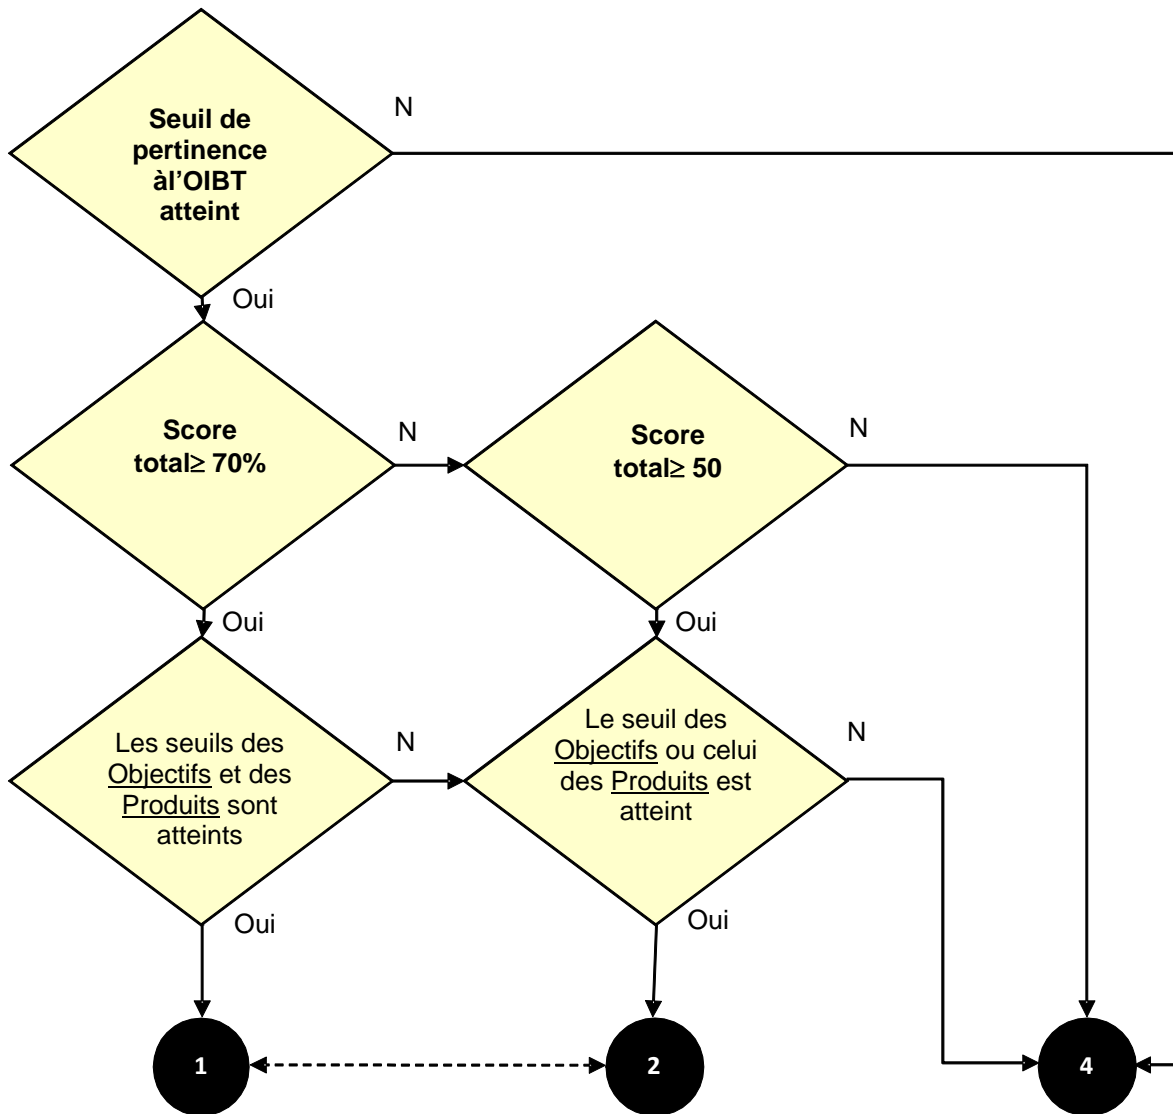 N
Seuil de
pertinence
àl'OIBT
atteint
Oui
Score
total≥ 70%
N
Score
total≥ 50
N
Oui
Oui
Les seuils des
Objectifs et des
Produits sont
atteints
N
Le seuil des
Objectifs ou celui
des Produits est
atteint
N
Oui
Oui
1
2
4